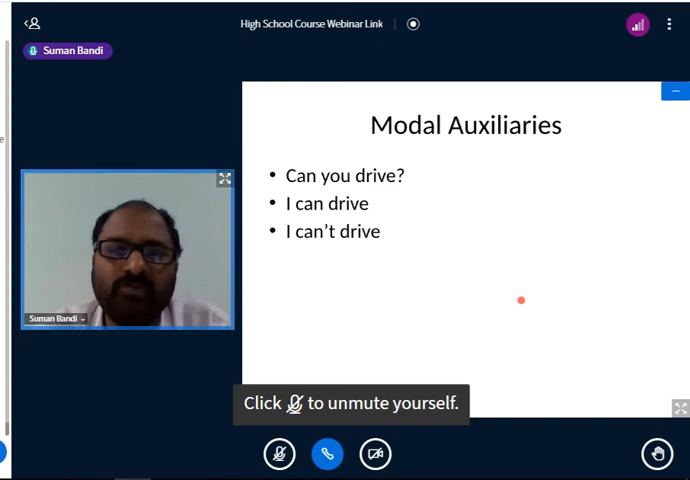 High School Course Webinar Link
Suman Bandi
Modal Auxiliaries
• Can you drive?
• I can drive
• I can't drive
Suman Bandi
Click to unmute yourself.